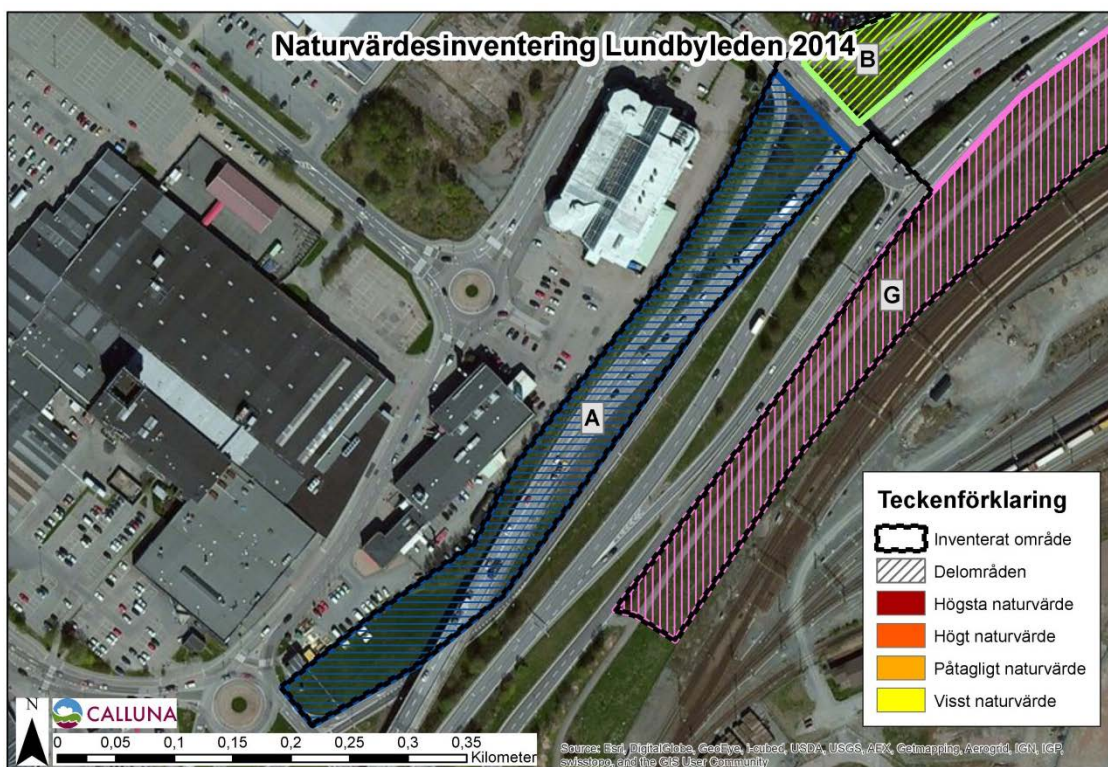 Naturvärdesinventering Lundbyleden 2014
B
G
A
Teckenförklaring
Inventerat område
Delområden
Högsta naturvärde
Högt naturvärde
Påtagligt naturvärde
Visst naturvärde
N
CALLUNA
0 0,05 0,1 0,15 0,2 0,25 0,3 0,35
Kilometer
Source: Esri, DigitalGlobe, GeoEye, i-cubed, USDA, USGS, AEX, Getmapping, Aerogrid, IGN, IGP,
swisstopo, and the GIS User Community